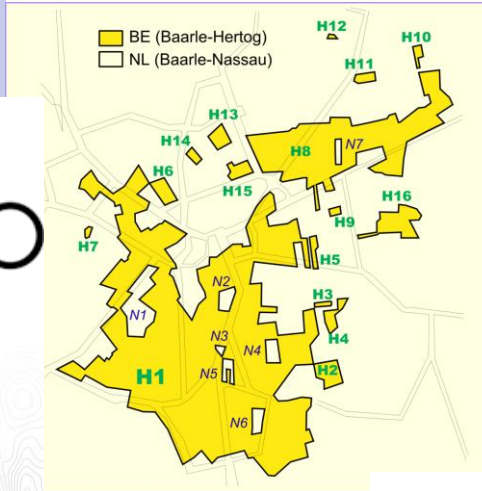 BE (Baarle-Hertog)
NL (Baarle-Nassau)
H12
H10
H11
H13
H14
H8
N7
H15
H6
H16
H9
H7
H5
N2
H3
N1
H4
N3
N4
H1
N5
H2
N6